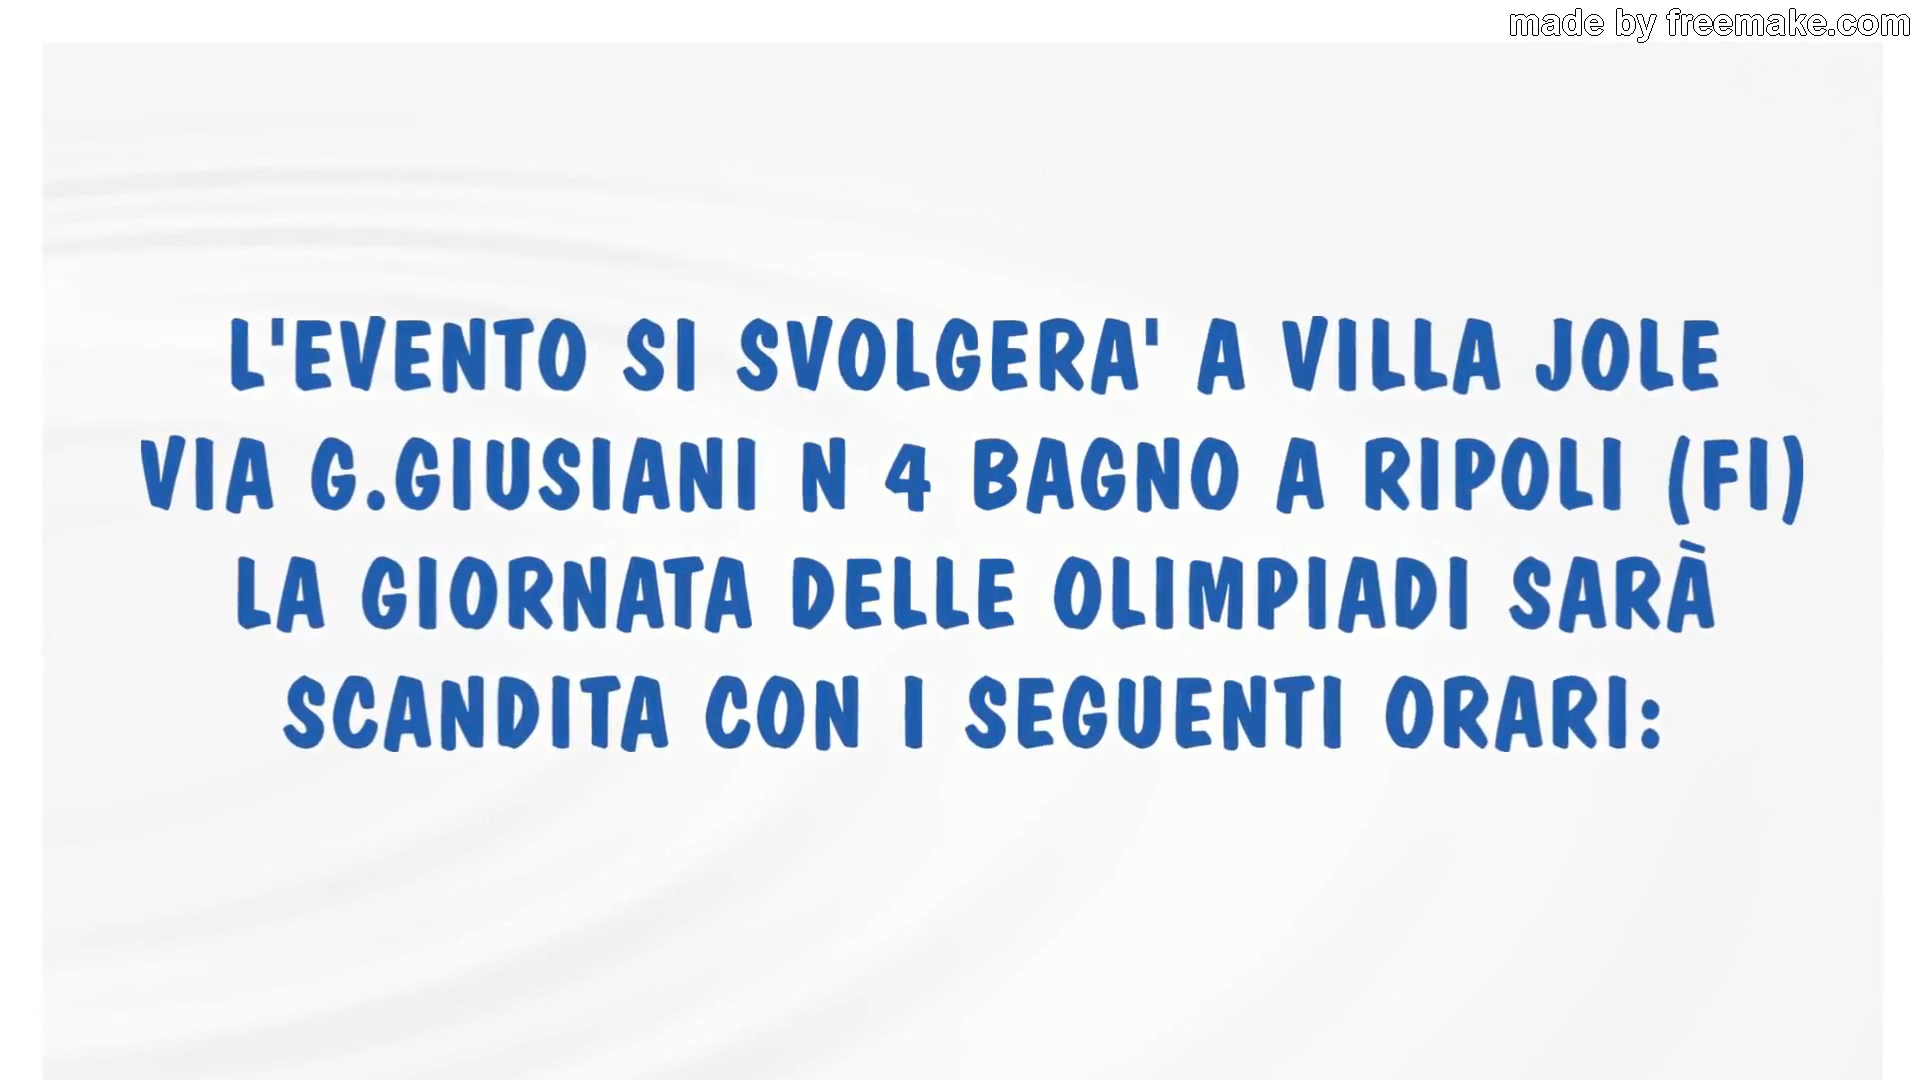 made by freemake.com
L'EVENTO SI SVOLGERA' A VILLA JOLE
VIA G.GIUSIANI N 4 BAGNO A RIPOLI (FI)
LA GIORNATA DELLE OLIMPIADI SARÀ
SCANDITA CON I SEGUENTI ORARI: